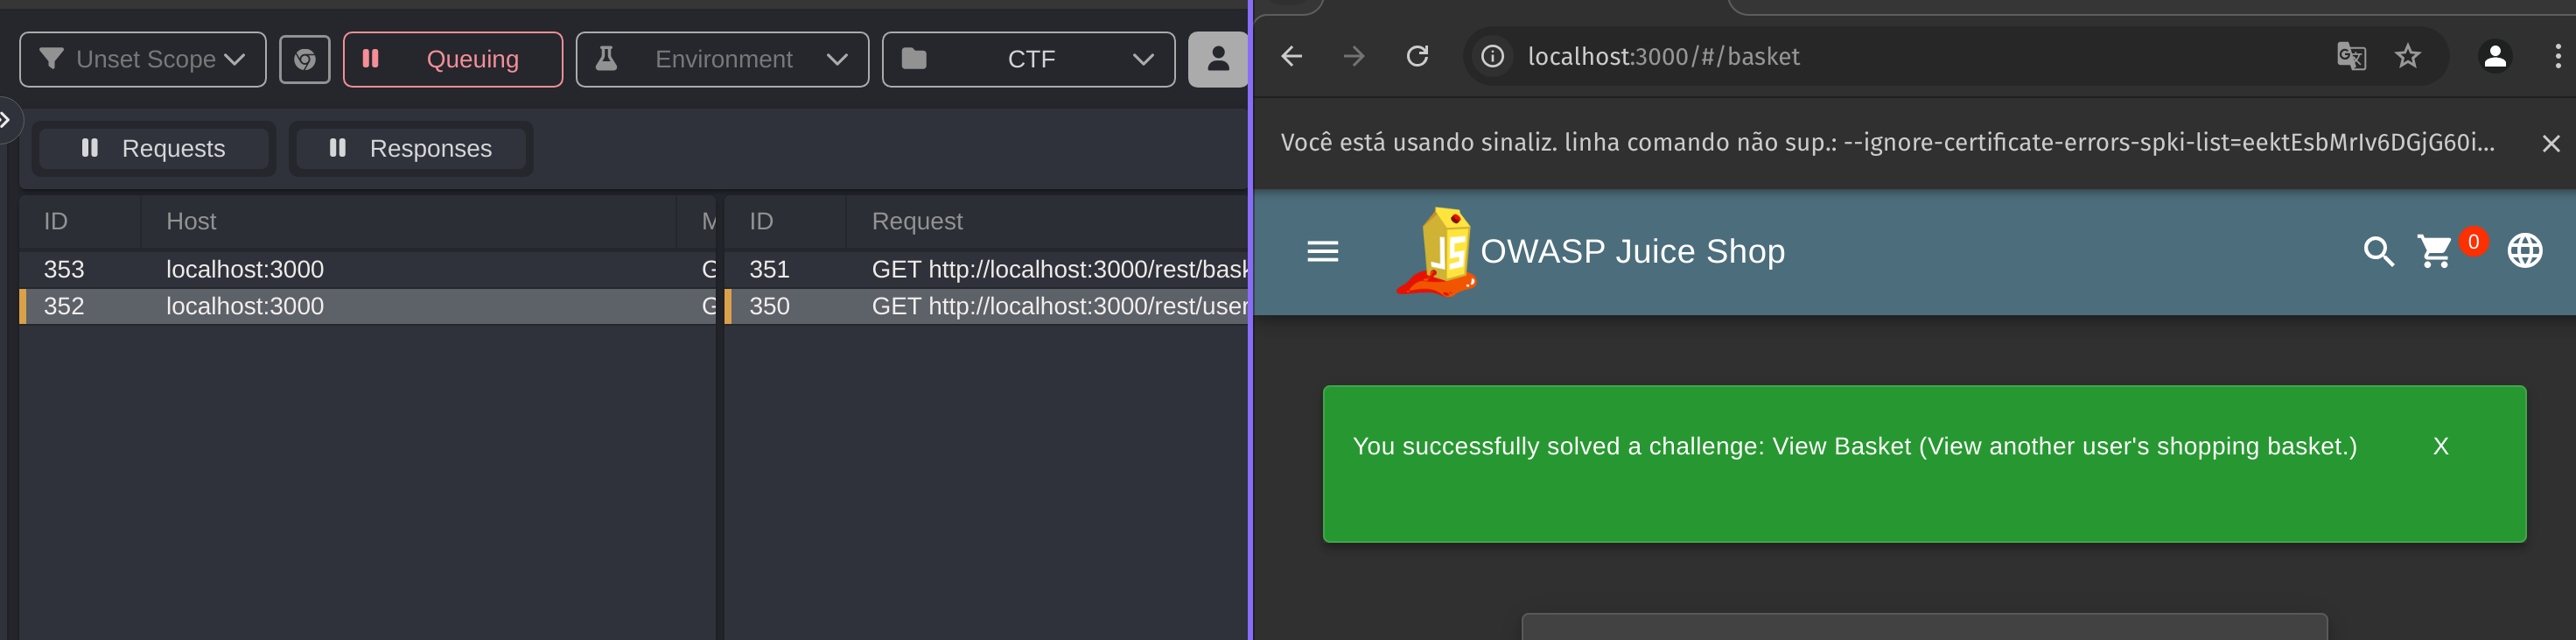 Unset Scope
Queuing
Environment
CTF
Requests
Responses
ID Host M
353 localhost:3000 G
352 localhost:3000 G
ID Request
351 GET http://localhost:3000/rest/bask
350 GET http://localhost:3000/rest/user
localhost:3000/#/basket
Você está usando sinaliz. linha comando não sup.: --ignore-certificate-errors-spki-list=eektEsbMrIv6DGjG60i...
JS OWASP Juice Shop
0
You successfully solved a challenge: View Basket (View another user's shopping basket.) X